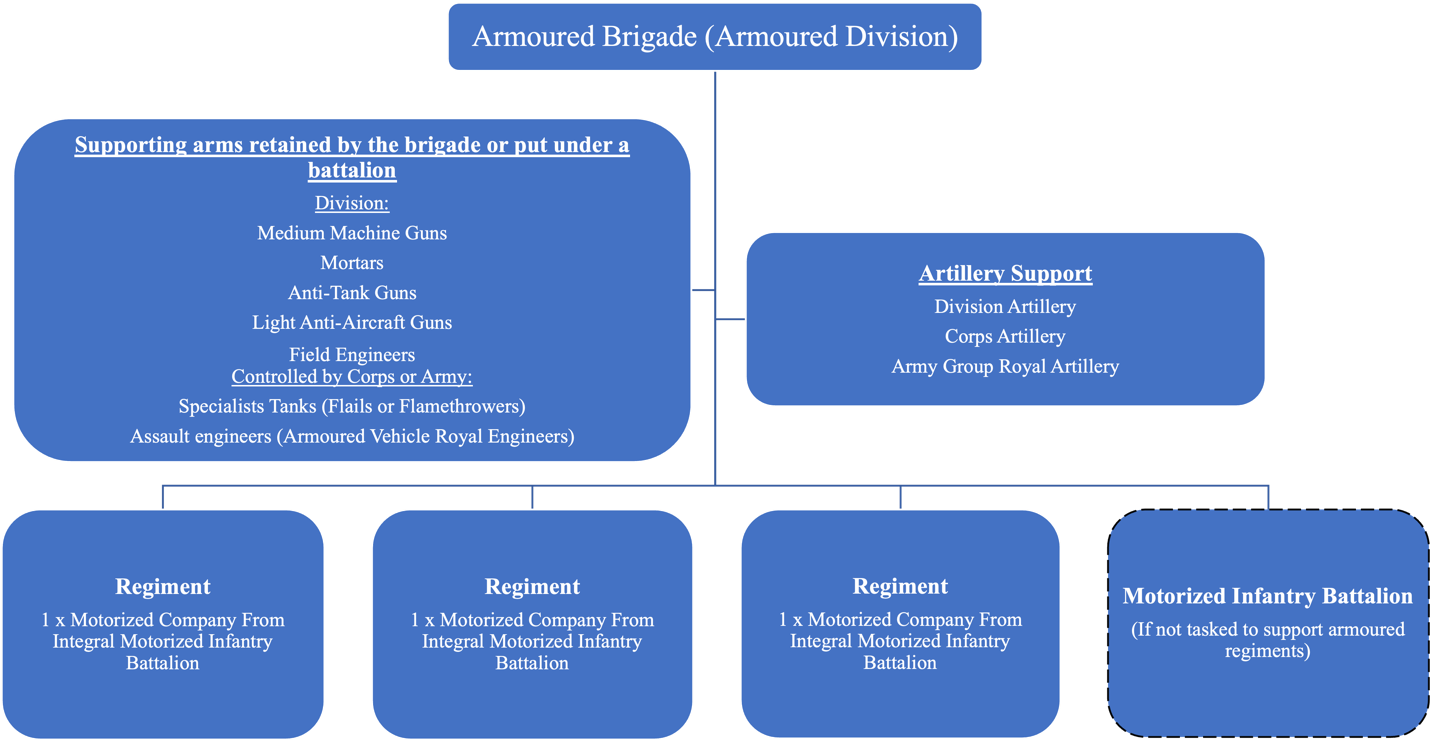 Armoured Brigade (Armoured Division)
Supporting arms retained by the brigade or put under a
battalion
Division:
Medium Machine Guns
Mortars
Anti-Tank Guns
Light Anti-Aircraft Guns
Field Engineers
Controlled by Corps or Army:
Specialists Tanks (Flails or Flamethrowers)
Assault engineers (Armoured Vehicle Royal Engineers)
Artillery Support
Division Artillery
Corps Artillery
Army Group Royal Artillery
Regiment
1 x Motorized Company From
Integral Motorized Infantry
Battalion
Regiment
1 x Motorized Company From
Integral Motorized Infantry
Battalion
Regiment
1 x Motorized Company From
Integral Motorized Infantry
Battalion
Motorized Infantry Battalion
(If not tasked to support armoured
regiments)